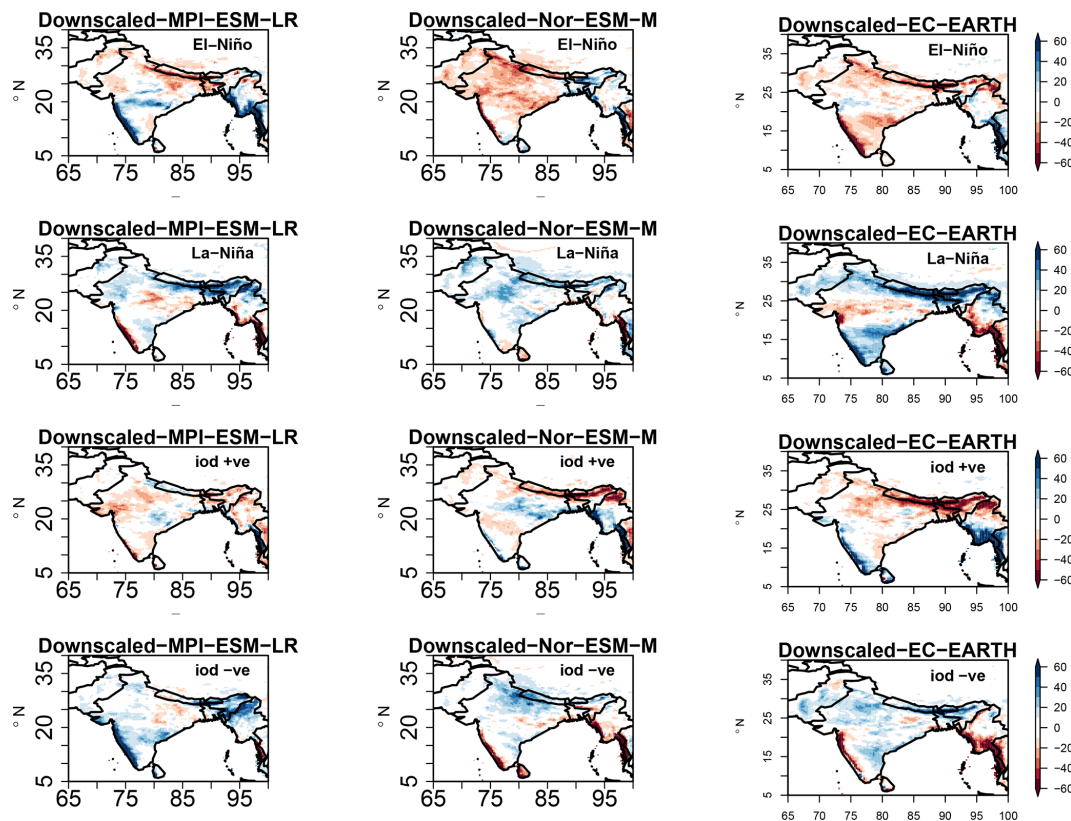 Downscaled−MPI−ESM−LR Downscaled−Nor−ESM−M Downscaled−EC−EARTH
El−Niño El−Niño El−Niño
° N 5 20 35
65 75 85 95
° N 5 20 35
65 75 85 95
° N 5 15 25 35
65 70 75 80 85 90 95 100
60 40 20 0 −20 −40 −60
Downscaled−MPI−ESM−LR Downscaled−Nor−ESM−M Downscaled−EC−EARTH
La−Niña La−Niña La−Niña
° N 5 20 35
65 75 85 95
° N 5 20 35
65 75 85 95
° N 5 15 25 35
65 70 75 80 85 90 95 100
60 40 20 0 −20 −40 −60
Downscaled−MPI−ESM−LR Downscaled−Nor−ESM−M Downscaled−EC−EARTH
iod +ve iod +ve iod +ve
° N 5 20 35
65 75 85 95
° N 5 20 35
65 75 85 95
° N 5 15 25 35
65 70 75 80 85 90 95 100
60 40 20 0 −20 −40 −60
Downscaled−MPI−ESM−LR Downscaled−Nor−ESM−M Downscaled−EC−EARTH
iod −ve iod −ve iod −ve
° N 5 20 35
65 75 85 95
° N 5 20 35
65 75 85 95
° N 5 15 25 35
65 70 75 80 85 90 95 100
60 40 20 0 −20 −40 −60